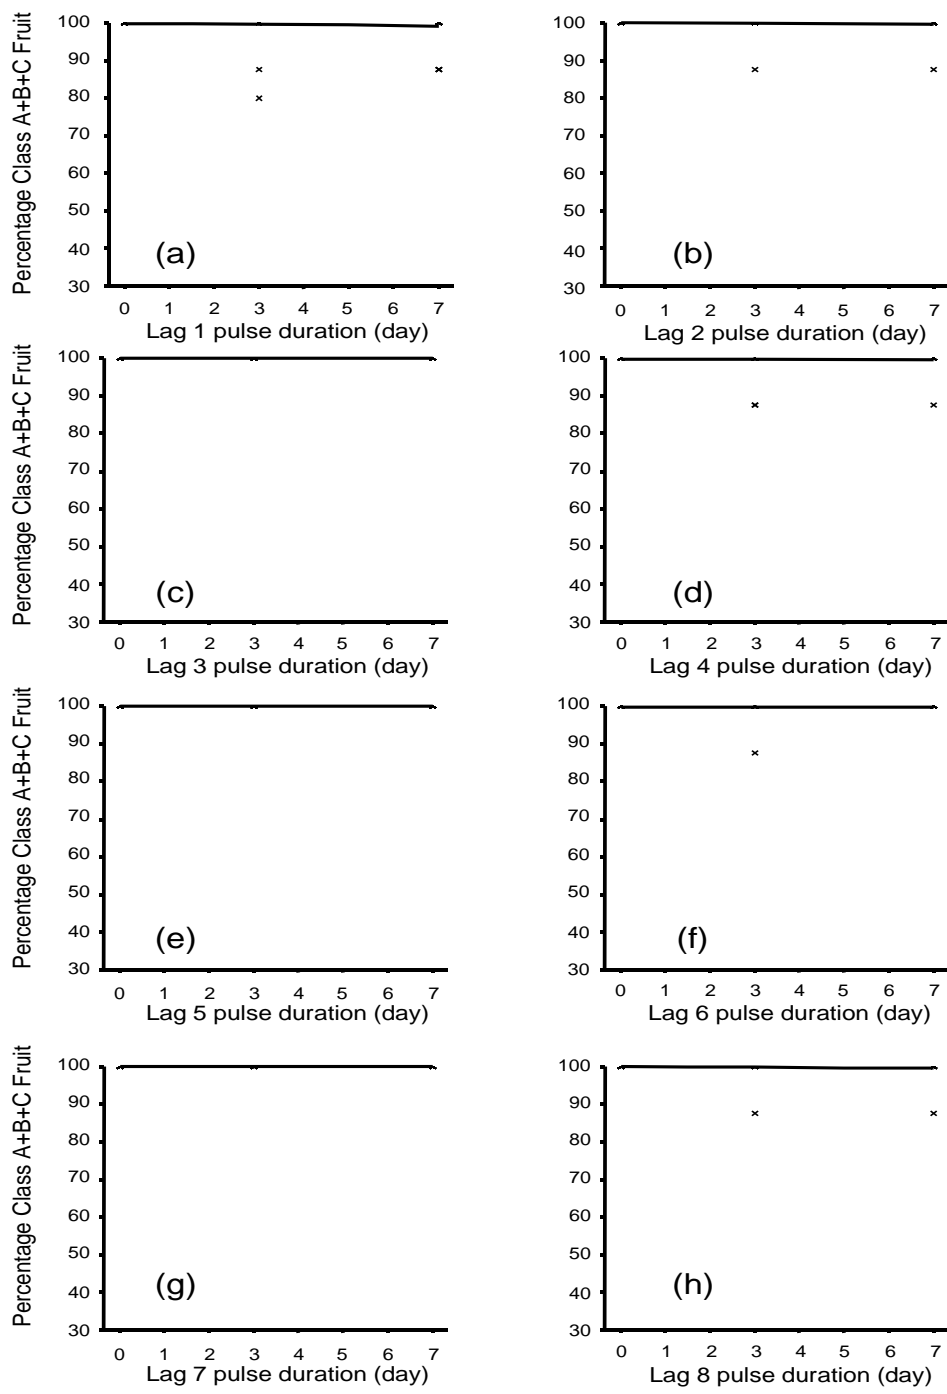 Percentage Class A+B+C Fruit
100
90
80
70
60
50
40
30
(a)
0 1 2 3 4 5 6 7
Lag 1 pulse duration (day)
100
90
80
70
60
50
40
30
(b)
0 1 2 3 4 5 6 7
Lag 2 pulse duration (day)
Percentage Class A+B+C Fruit
100
90
80
70
60
50
40
30
(c)
0 1 2 3 4 5 6 7
Lag 3 pulse duration (day)
100
90
80
70
60
50
40
30
(d)
0 1 2 3 4 5 6 7
Lag 4 pulse duration (day)
Percentage Class A+B+C Fruit
100
90
80
70
60
50
40
30
(e)
0 1 2 3 4 5 6 7
Lag 5 pulse duration (day)
100
90
80
70
60
50
40
30
(f)
0 1 2 3 4 5 6 7
Lag 6 pulse duration (day)
Percentage Class A+B+C Fruit
100
90
80
70
60
50
40
30
(g)
0 1 2 3 4 5 6 7
Lag 7 pulse duration (day)
100
90
80
70
60
50
40
30
(h)
0 1 2 3 4 5 6 7
Lag 8 pulse duration (day)